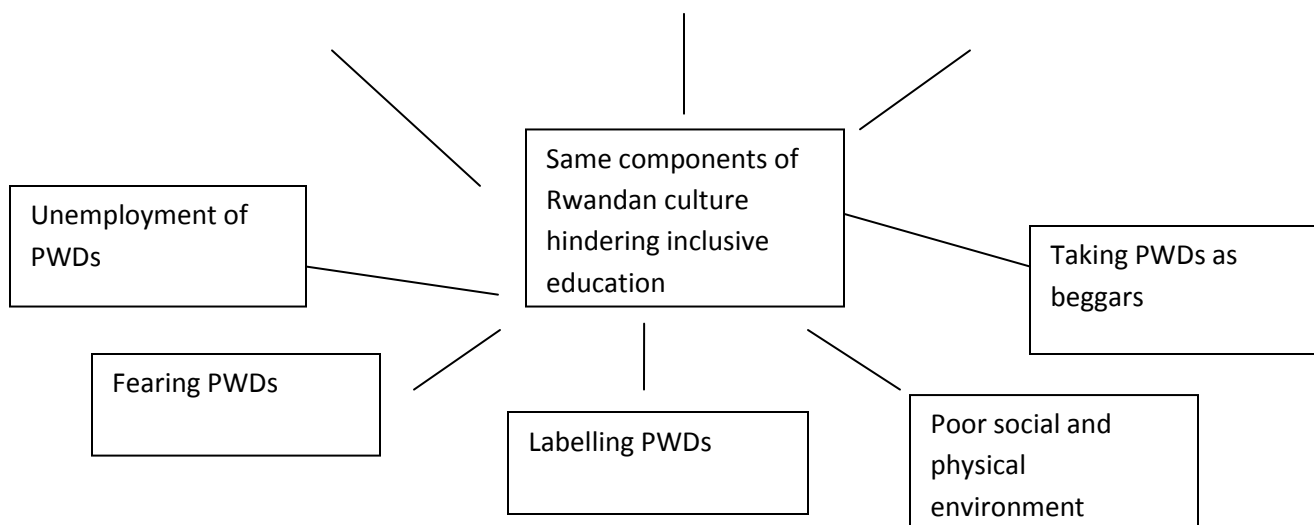 Same components of
Rwandan culture
hindering inclusive
education
Unemployment of
PWDs
Taking PWDs as
beggars
Fearing PWDs
Labelling PWDs
Poor social and
physical
environment